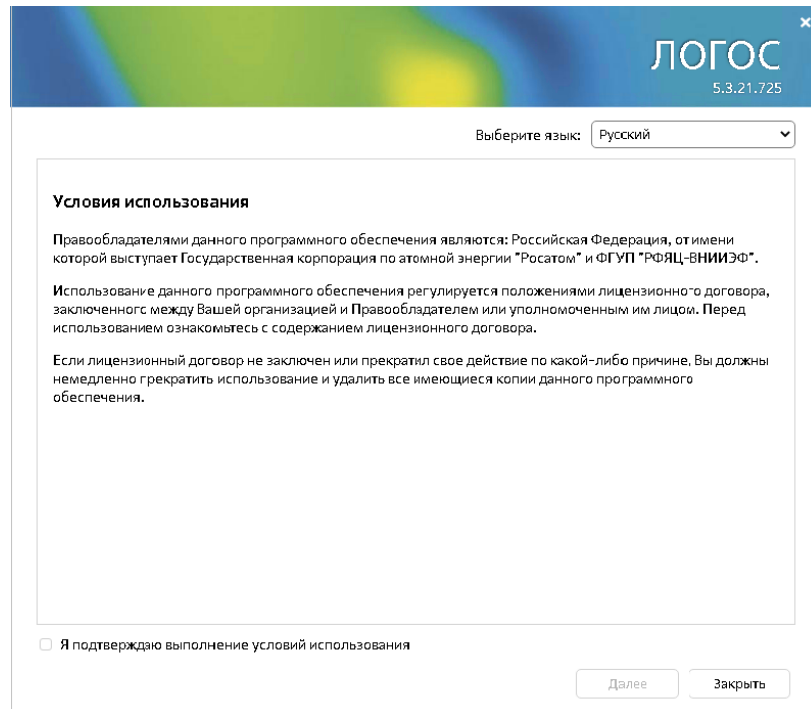 ЛОГОС
5.3.21.725
Выберите язык: Русский
Условия использования
Правообладателями данного программного обеспечения являются: Российская Федерация, от имени
которой выступает Государственная корпорация по атомной энергии "Росатом" и ФГУП "РФЯЦ-ВНИИЭФ".
Использование данного программного обеспечения регулируется положениями лицензионного договора,
заключенного между Вашей организацией и Правообладателем или уполномоченным им лицом. Перед
использованием ознакомьтесь с содержанием лицензионного договора.
Если лицензионный договор не заключен или прекратил свое действие по какой-либо причине, Вы должны
немедленно прекратить использование и удалить все имеющиеся копии данного программного
обеспечения.
Я подтверждаю выполнение условий использования
Далее Закрыть